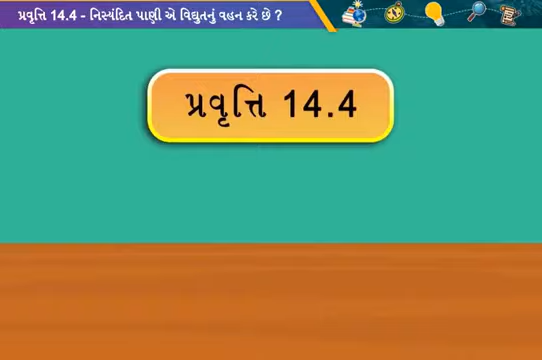 પ્રવૃત્તિ 14.4 - નિસ્યંદિત પાણી એ વિદ્યુતનું વહન કરે છે ?
પ્રવૃત્તિ 14.4